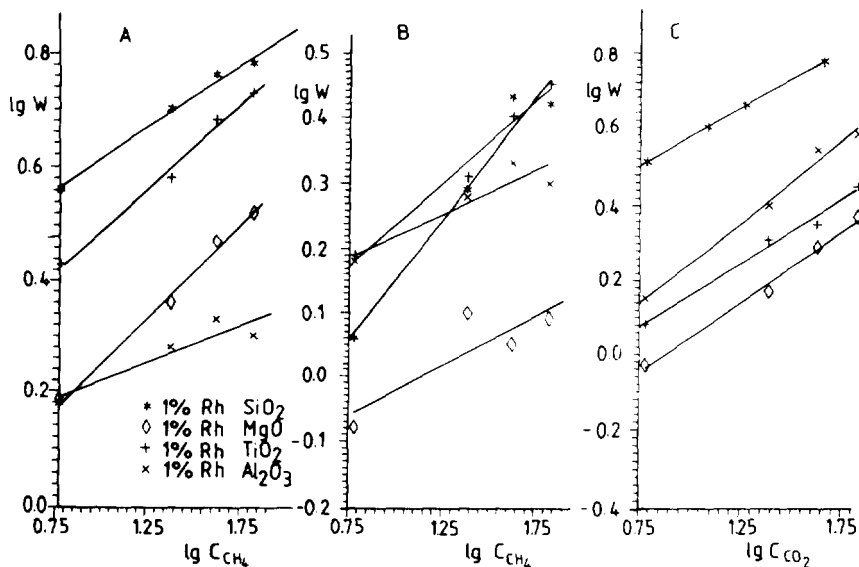 A
B
C
lg W
0.8
0.6
0.4
0.2
0.0
0.75
1.25
1.75
lg C_CH₄
* 1% Rh SiO₂
◊ 1% Rh MgO
+ 1% Rh TiO₂
× 1% Rh Al₂O₃
0.5
lg W
0.4
0.3
0.2
0.1
0.0
-0.1
-0.2
0.75
1.25
1.75
lg C_CH₄
0.8
lg W
0.6
0.4
0.2
0.0
-0.2
-0.4
0.75
1.25
1.75
lg C_CO₂